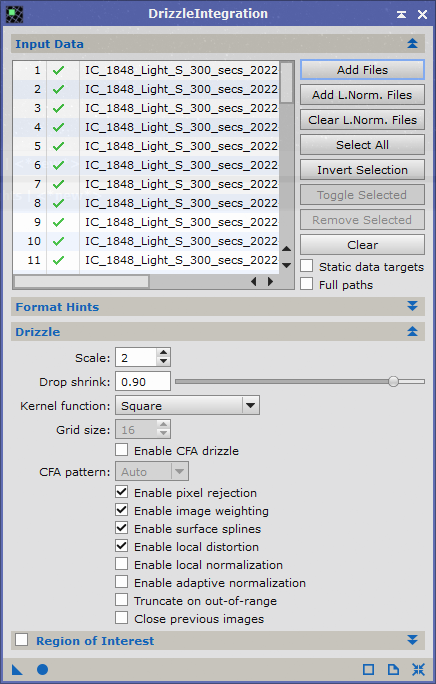 DrizzleIntegration
Input Data
1 IC_1848_Light_S_300_secs_2022
2 IC_1848_Light_S_300_secs_2022
3 IC_1848_Light_S_300_secs_2022
4 IC_1848_Light_S_300_secs_2022
5 IC_1848_Light_S_300_secs_2022
6 IC_1848_Light_S_300_secs_2022
7 IC_1848_Light_S_300_secs_2022
8 IC_1848_Light_S_300_secs_2022
9 IC_1848_Light_S_300_secs_2022
10 IC_1848_Light_S_300_secs_2022
11 IC_1848_Light_S_300_secs_2022
Add Files
Add L.Norm. Files
Clear L.Norm. Files
Select All
Invert Selection
Toggle Selected
Remove Selected
Clear
Static data targets
Full paths
Format Hints
Drizzle
Scale: 2
Drop shrink: 0.90
Kernel function: Square
Grid size: 16
Enable CFA drizzle
CFA pattern: Auto
Enable pixel rejection
Enable image weighting
Enable surface splines
Enable local distortion
Enable local normalization
Enable adaptive normalization
Truncate on out-of-range
Close previous images
Region of Interest